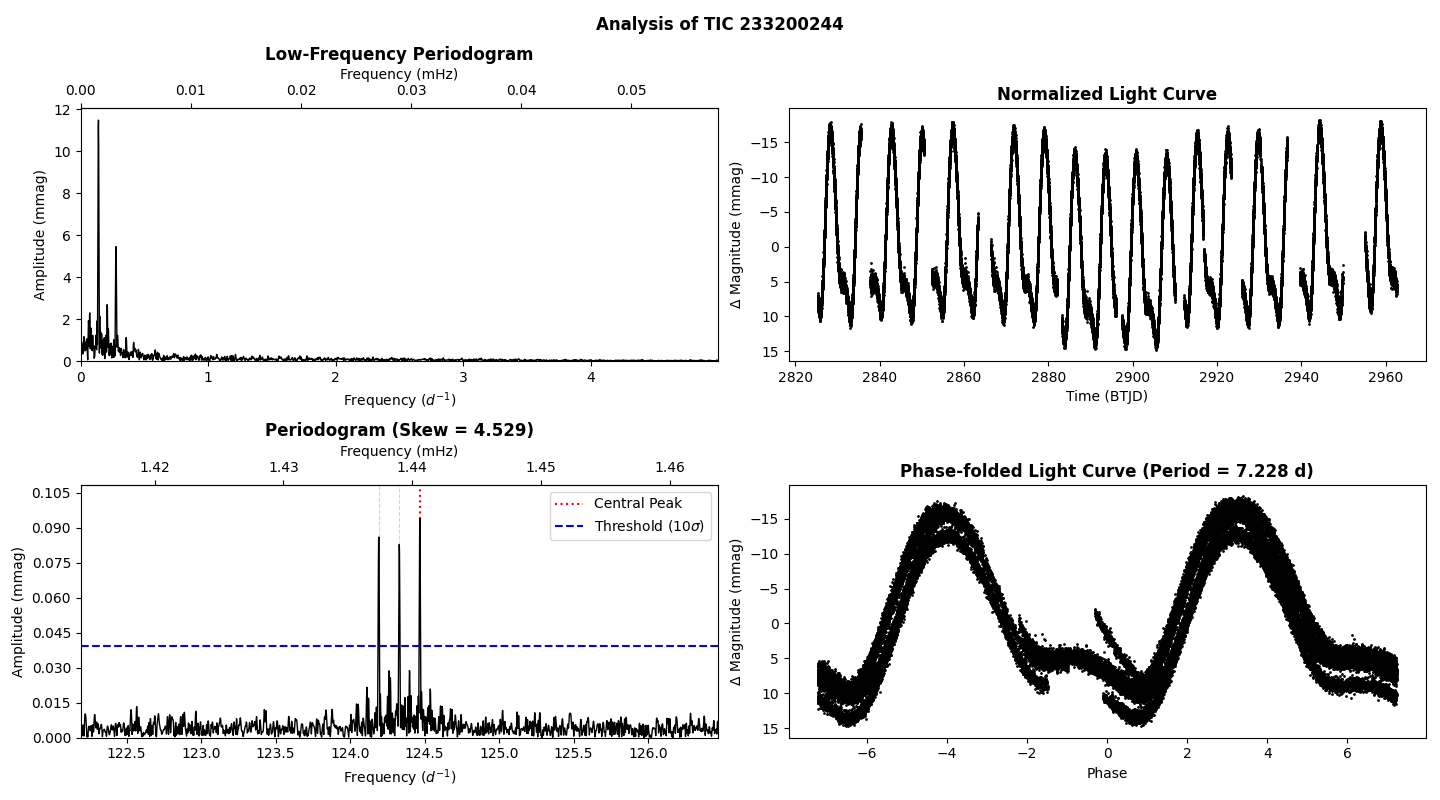 Analysis of TIC 233200244
Low-Frequency Periodogram
Frequency (mHz)
0.00 0.01 0.02 0.03 0.04 0.05
12
10
8
6
4
2
0
Amplitude (mmag)
0 1 2 3 4
Frequency (d⁻¹)
Normalized Light Curve
−15
−10
−5
0
5
10
15
Δ Magnitude (mmag)
2820 2840 2860 2880 2900 2920 2940 2960
Time (BTJD)
Periodogram (Skew = 4.529)
Frequency (mHz)
1.42 1.43 1.44 1.45 1.46
0.105
0.090
0.075
0.060
0.045
0.030
0.015
0.000
Amplitude (mmag)
Central Peak
Threshold (10σ)
122.5 123.0 123.5 124.0 124.5 125.0 125.5 126.0
Frequency (d⁻¹)
Phase-folded Light Curve (Period = 7.228 d)
−15
−10
−5
0
5
10
15
Δ Magnitude (mmag)
−6 −4 −2 0 2 4 6
Phase